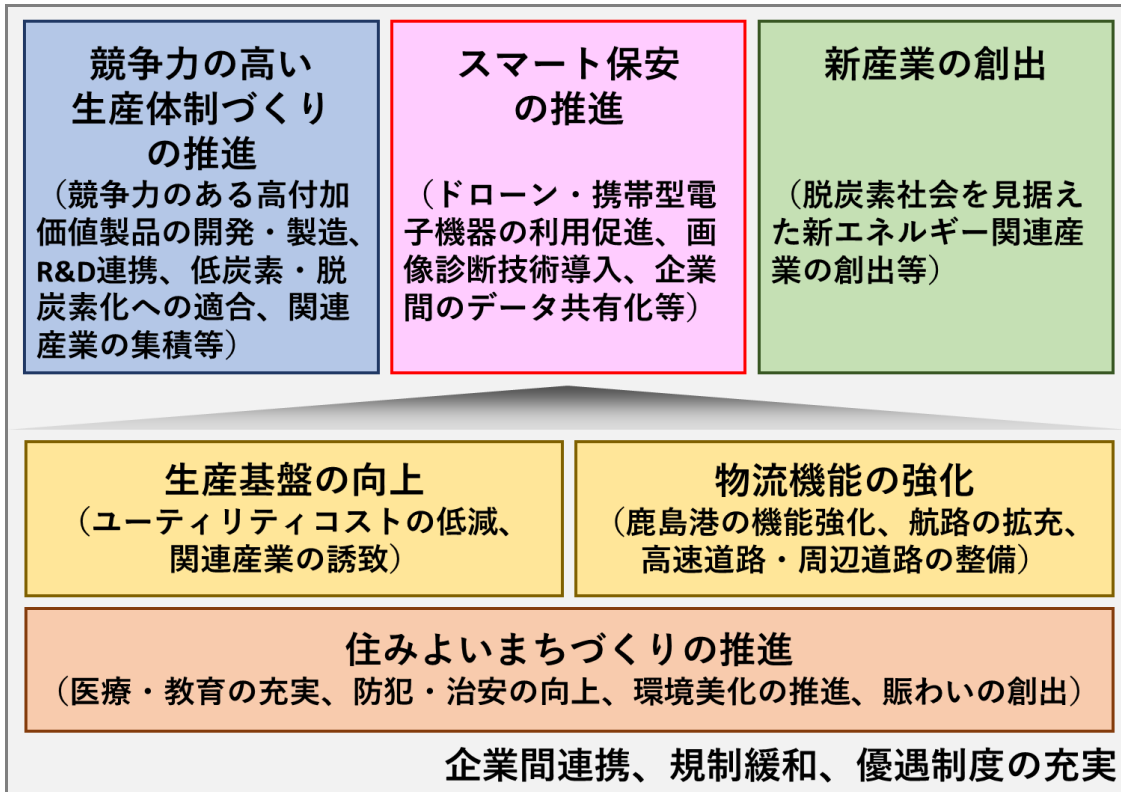 競争力の高い
生産体制づくり
の推進
（競争力のある高付加
価値製品の開発・製造、
R&D連携、低炭素・脱
炭素化への適合、関連
産業の集積等）
スマート保安
の推進
（ドローン・携帯型電
子機器の利用促進、画
像診断技術導入、企業
間のデータ共有化等）
新産業の創出
（脱炭素社会を見据え
た新エネルギー関連産
業の創出等）
生産基盤の向上
（ユーティリティコストの低減、
関連産業の誘致）
物流機能の強化
（鹿島港の機能強化、航路の拡充、
高速道路・周辺道路の整備）
住みよいまちづくりの推進
（医療・教育の充実、防犯・治安の向上、環境美化の推進、賑わいの創出）
企業間連携、規制緩和、優遇制度の充実